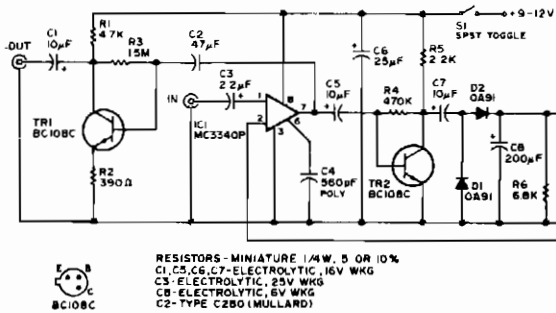 -OUT
C1
10µF
+
R1
4.7K
R3
1.5M
C2
.47µF
TR1
BC108C
R2
390Ω
C3
2.2µF
+
IN
IC1
MC3340P
1
2
3
6
7
8
C4
560pF
POLY
C5
10µF
+
C6
25µF
+
R5
2.2K
R4
470K
C7
10µF
+
TR2
BC108C
S1
SPST TOGGLE
+9-12V
D2
OA91
D1
OA91
C8
200µF
+
R6
6.8K
E B
C
BC108C
RESISTORS-MINIATURE 1/4W, 5 OR 10%
C1,C5,C6,C7-ELECTROLYTIC, 16V WKG
C3-ELECTROLYTIC, 25V WKG
C8-ELECTROLYTIC, 6V WKG
C2-TYPE C280 (MULLARD)